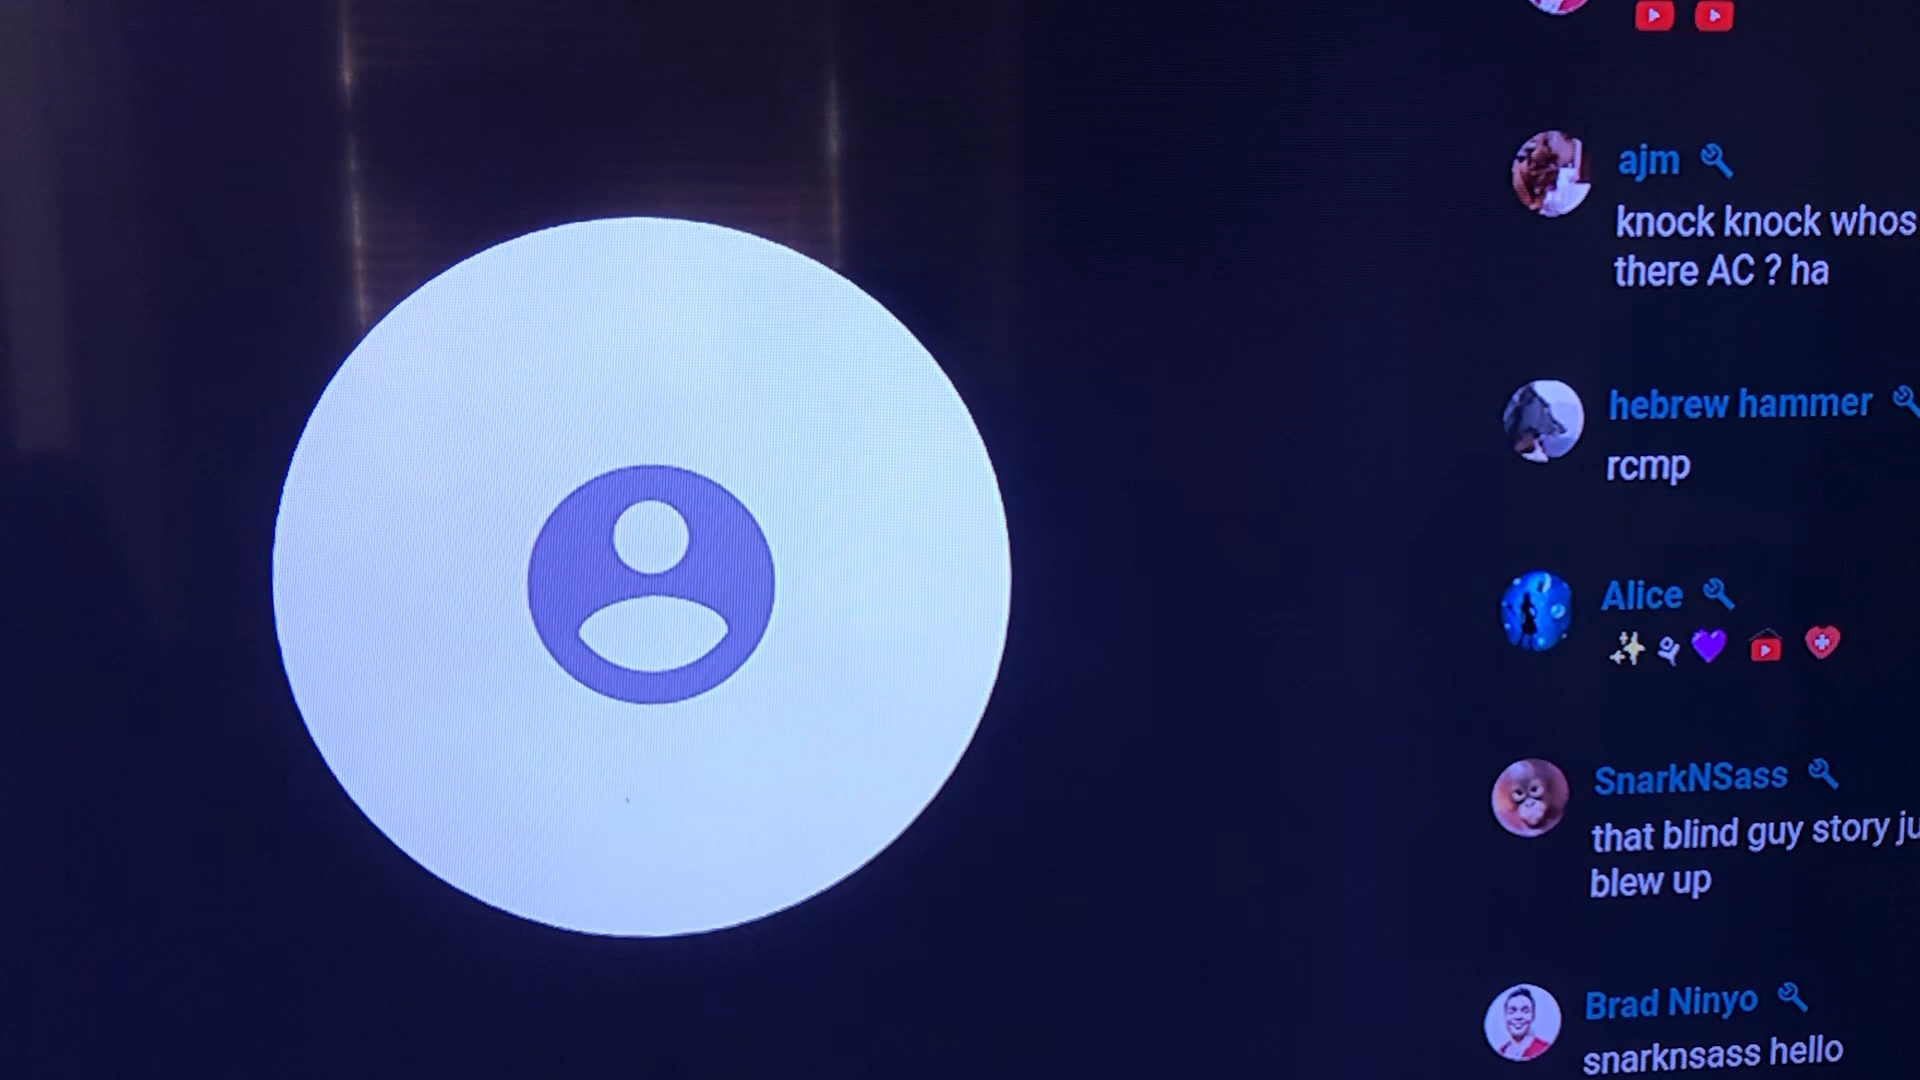 ajm
knock knock whos
there AC ? ha
hebrew hammer
rcmp
Alice
SnarkNSass
that blind guy story ju
blew up
Brad Ninyo
snarknsass hello